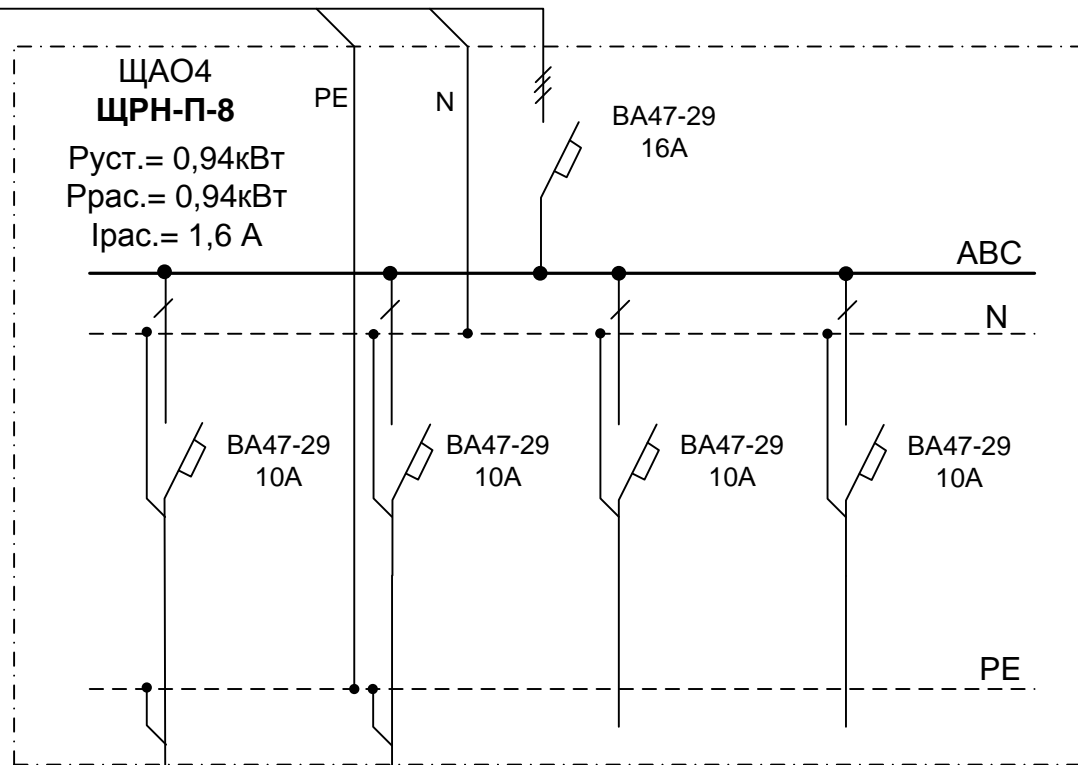 ЩАО4
ЩРН-П-8
Руст.= 0,94кВт
Ррас.= 0,94кВт
Iрас.= 1,6 А
PE
N
ВА47-29
16А
ABC
N
ВА47-29
10А
ВА47-29
10А
ВА47-29
10А
ВА47-29
10А
PE